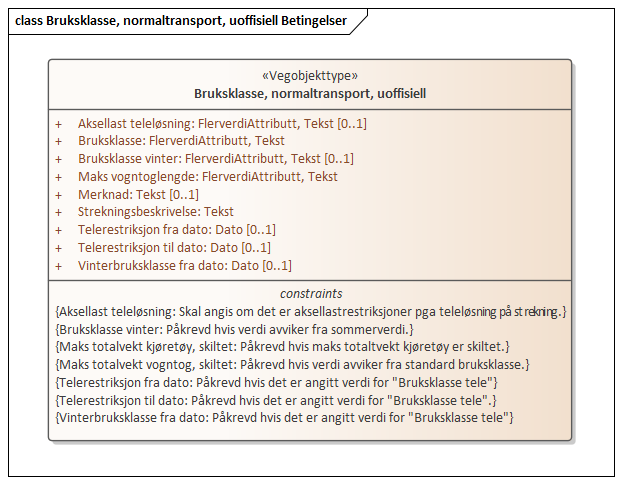 class Bruksklasse, normaltransport, uoffisiell Betingelser
«Vegobjekttype»
Bruksklasse, normaltransport, uoffisiell
+ Aksellast teleløsning: FlerverdiAttributt, Tekst [0..1]
+ Bruksklasse: FlerverdiAttributt, Tekst
+ Bruksklasse vinter: FlerverdiAttributt, Tekst [0..1]
+ Maks vogntoglengde: FlerverdiAttributt, Tekst
+ Merknad: Tekst [0..1]
+ Strekningsbeskrivelse: Tekst
+ Telerestriksjon fra dato: Dato [0..1]
+ Telerestriksjon til dato: Dato [0..1]
+ Vinterbruksklasse fra dato: Dato [0..1]
constraints
{Aksellast teleløsning: Skal angis om det er aksellastrestriksjoner pga teleløsning på strekning.}
{Bruksklasse vinter: Påkrevd hvis verdi avviker fra sommerverdi.}
{Maks totalvekt kjøretøy, skiltet: Påkrevd hvis maks totaltvekt kjøretøy er skiltet.}
{Maks totalvekt vogntog, skiltet: Påkrevd hvis verdi avviker fra standard bruksklasse.}
{Telerestriksjon fra dato: Påkrevd hvis det er angitt verdi for "Bruksklasse tele"}
{Telerestriksjon til dato: Påkrevd hvis det er angitt verdi for "Bruksklasse tele".}
{Vinterbruksklasse fra dato: Påkrevd hvis det er angitt verdi for "Bruksklasse tele"}